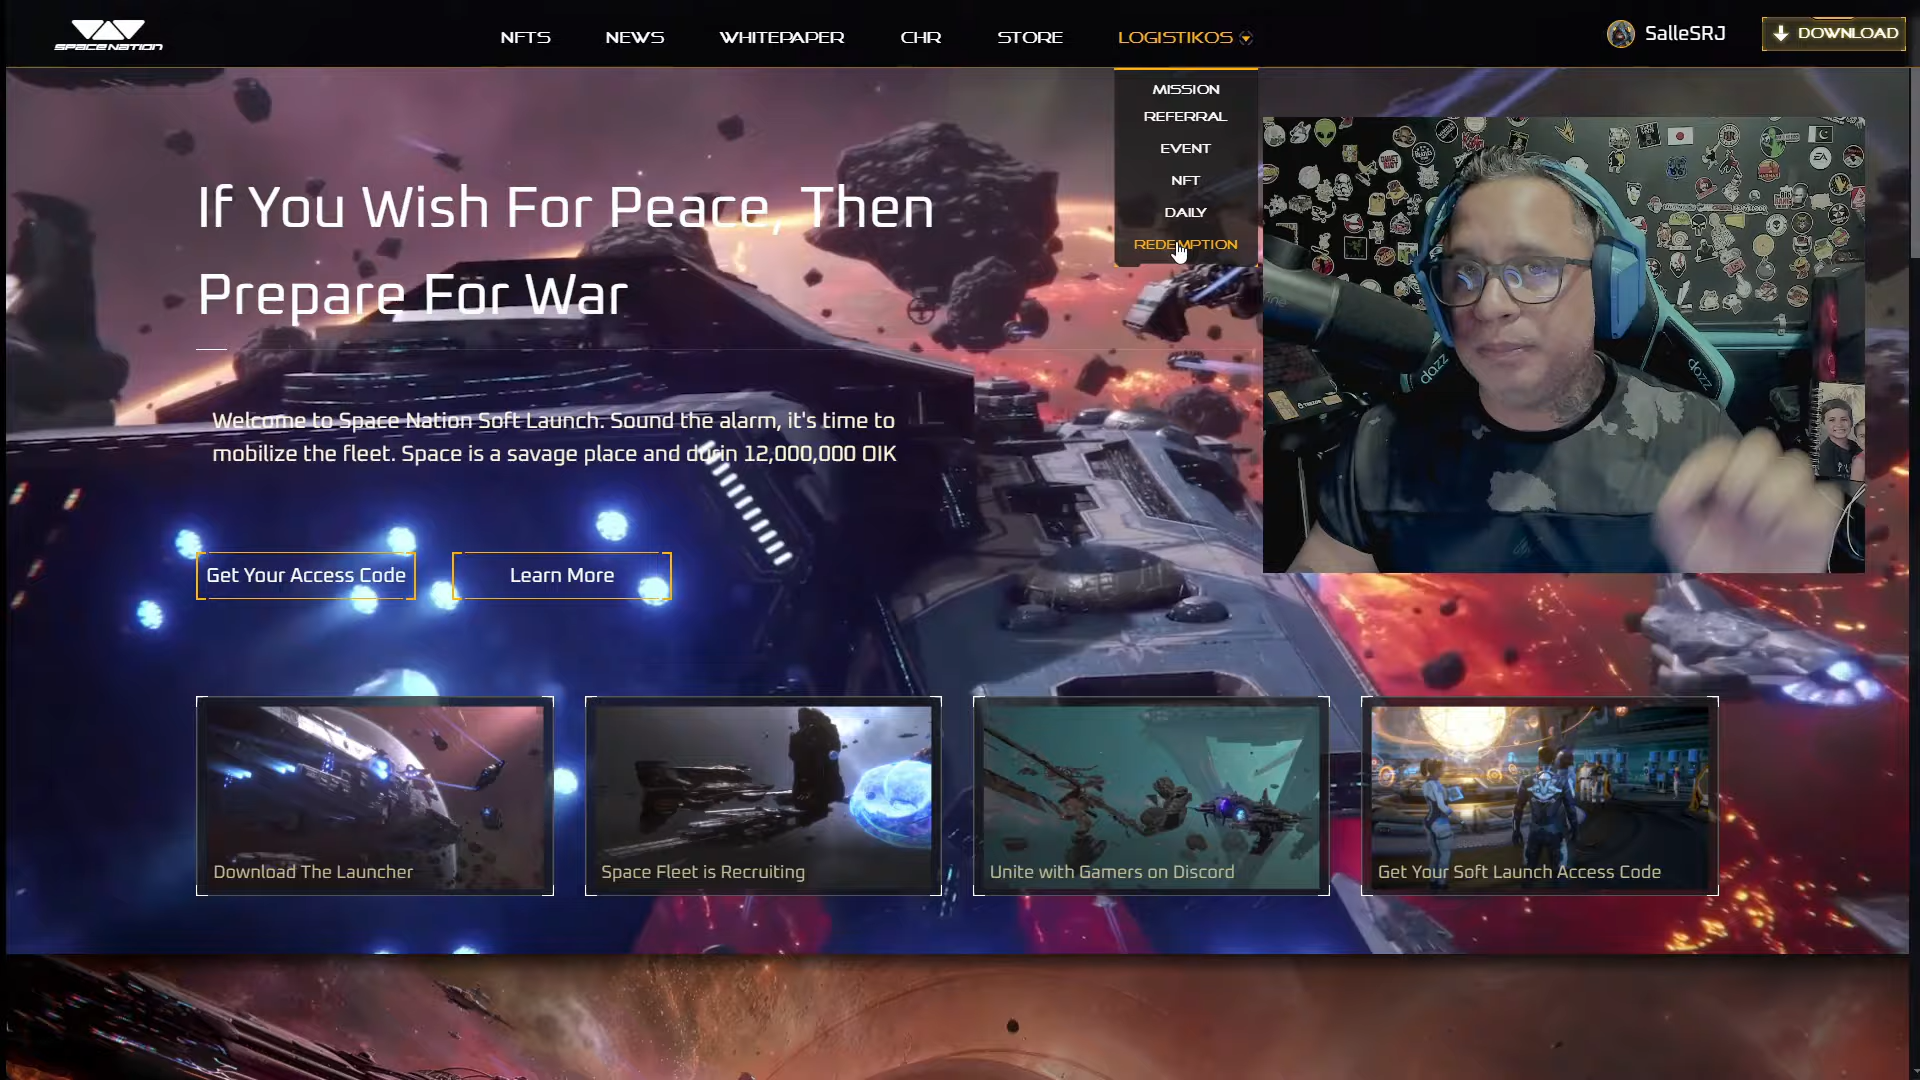 SPACE NATION
NFTS
NEWS
WHITEPAPER
CHR
STORE
LOGISTIKOS
SalleSRJ
DOWNLOAD
MISSION
REFERRAL
EVENT
NFT
DAILY
REDEMPTION
If You Wish For Peace, Then
Prepare For War
Welcome to Space Nation Soft Launch. Sound the alarm, it's time to
mobilize the fleet. Space is a savage place and durin 12,000,000 OIK
Get Your Access Code
Learn More
dazz
dazz
EA
Download The Launcher
Space Fleet is Recruiting
Unite with Gamers on Discord
Get Your Soft Launch Access Code